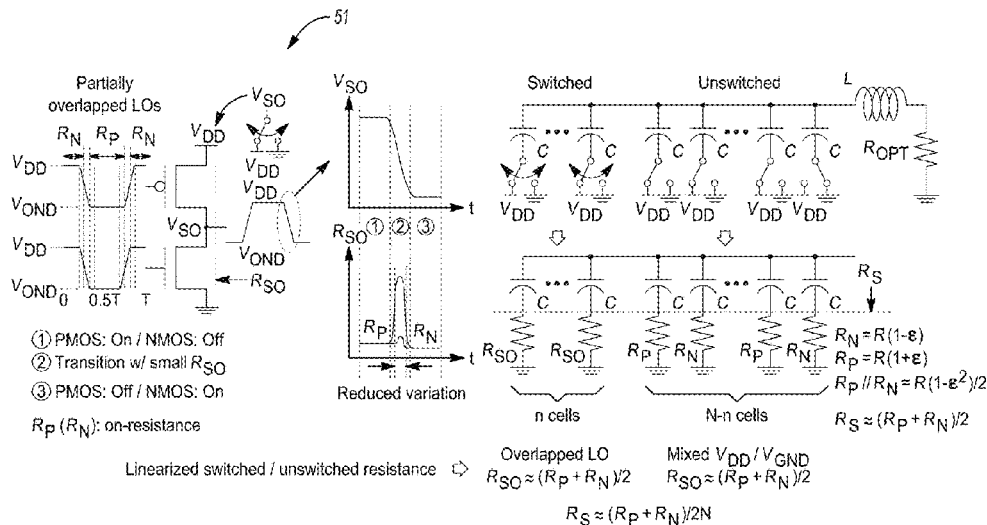 51
Partially
overlapped LOs
R_N R_P R_N
V_DD
V_OND
V_DD
V_OND
0 0.5T T
V_DD
V_SO
R_SO
V_SO
V_DD
V_DD
V_OND
V_SO
t
R_SO ① ② ③
R_P R_N
t
Reduced variation
① PMOS: On / NMOS: Off
② Transition w/ small R_SO
③ PMOS: Off / NMOS: On
R_P (R_N): on-resistance
Switched Unswitched L
R_OPT
C C C C C C
V_DD V_DD V_DD V_DD V_DD V_DD
R_S
C C C C C C
R_SO R_SO R_P R_N R_P R_N
n cells N-n cells
R_N = R(1-ε)
R_P = R(1+ε)
R_P // R_N ≈ R(1-ε²)/2
R_S ≈ (R_P + R_N)/2
Linearized switched / unswitched resistance ⇨
Overlapped LO
R_SO ≈ (R_P + R_N)/2
Mixed V_DD / V_GND
R_SO ≈ (R_P + R_N)/2
R_S ≈ (R_P + R_N)/2N